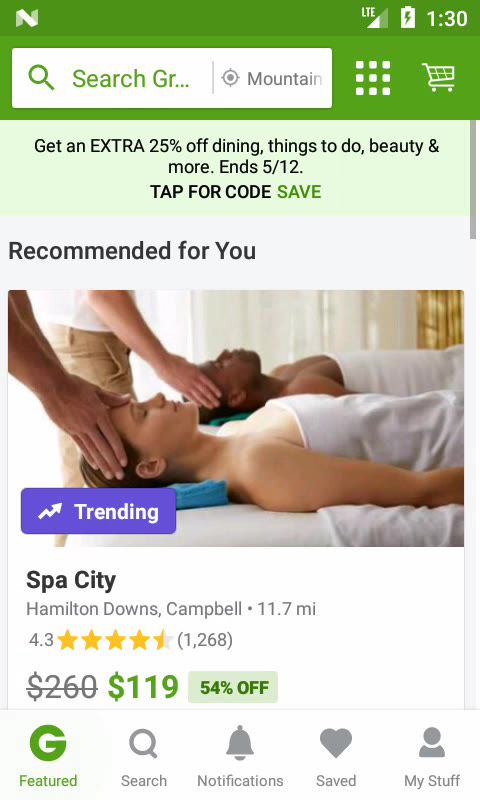 LTE
1:30
Search Gr...
Mountain
Get an EXTRA 25% off dining, things to do, beauty &
more. Ends 5/12.
TAP FOR CODE SAVE
Recommended for You
Trending
Spa City
Hamilton Downs, Campbell • 11.7 mi
4.3 (1,268)
$260 $119 54% OFF
G
Featured
Search
Notifications
Saved
My Stuff